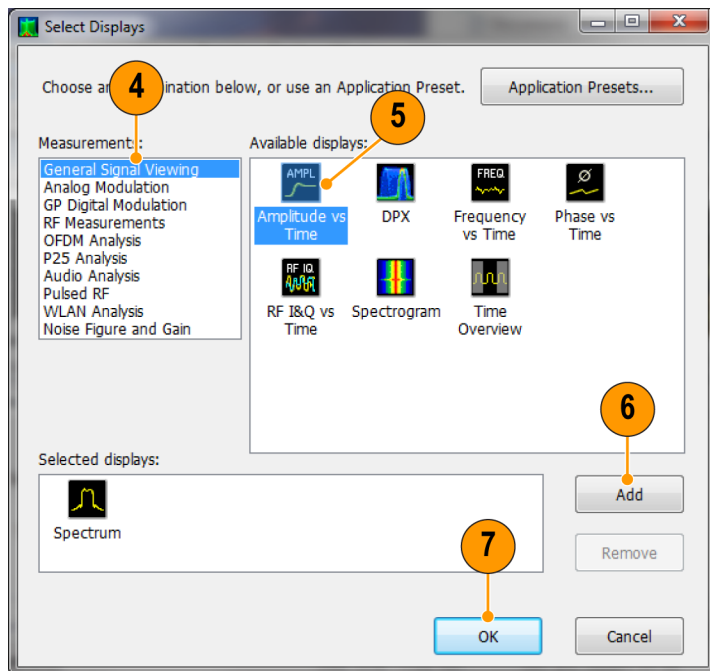 Select Displays
Choose an ination below, or use an Application Preset.
Application Presets...
4
5
Measurements:
General Signal Viewing
Analog Modulation
GP Digital Modulation
RF Measurements
OFDM Analysis
P25 Analysis
Audio Analysis
Pulsed RF
WLAN Analysis
Noise Figure and Gain
Available displays:
AMPL
Amplitude vs
Time
DPX
FREQ
Frequency
vs Time
Ø
Phase vs
Time
RF IQ
RF I&Q vs
Time
Spectrogram
Time
Overview
6
Selected displays:
Spectrum
Add
Remove
7
OK
Cancel